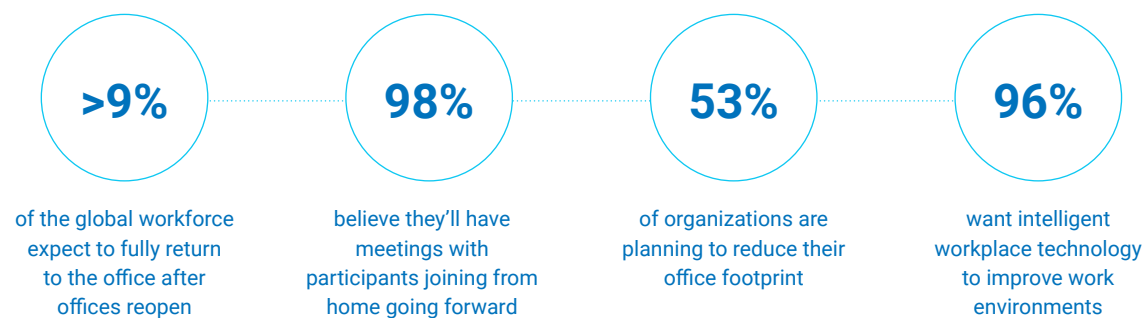 >9%
of the global workforce
expect to fully return
to the office after
offices reopen
98%
believe they’ll have
meetings with
participants joining from
home going forward
53%
of organizations are
planning to reduce their
office footprint
96%
want intelligent
workplace technology
to improve work
environments